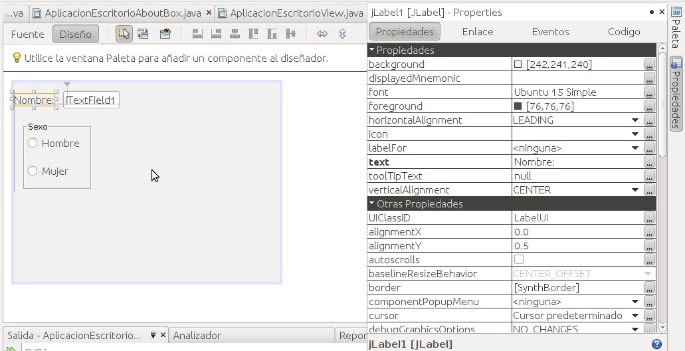 ...va AplicacionEscritorioAboutBox.java AplicacionEscritorioView.java
jLabel1 [JLabel] - Properties
Fuente Diseño
Propiedades Enlace Eventos Codigo
Utilice la ventana Paleta para añadir un componente al diseñador.
Nombre: jTextField1
Sexo
Hombre
Mujer
Propiedades
background [242,241,240]
displayedMnemonic
font Ubuntu 15 Simple
foreground [76,76,76]
horizontalAlignment LEADING
icon
labelFor <ninguna>
text Nombre:
toolTipText null
verticalAlignment CENTER
Otras Propiedades
UIClassID LabelUI
alignmentX 0.0
alignmentY 0.5
autoscrolls
baselineResizeBehavior CENTER_OFFSET
border [SynthBorder]
componentPopupMenu <ninguna>
cursor Cursor predeterminado
debugGraphicsOptions NO_CHANGES
jLabel1 [JLabel]
Paleta
Propiedades
Salida - AplicacionEscritorio... Analizador Repor